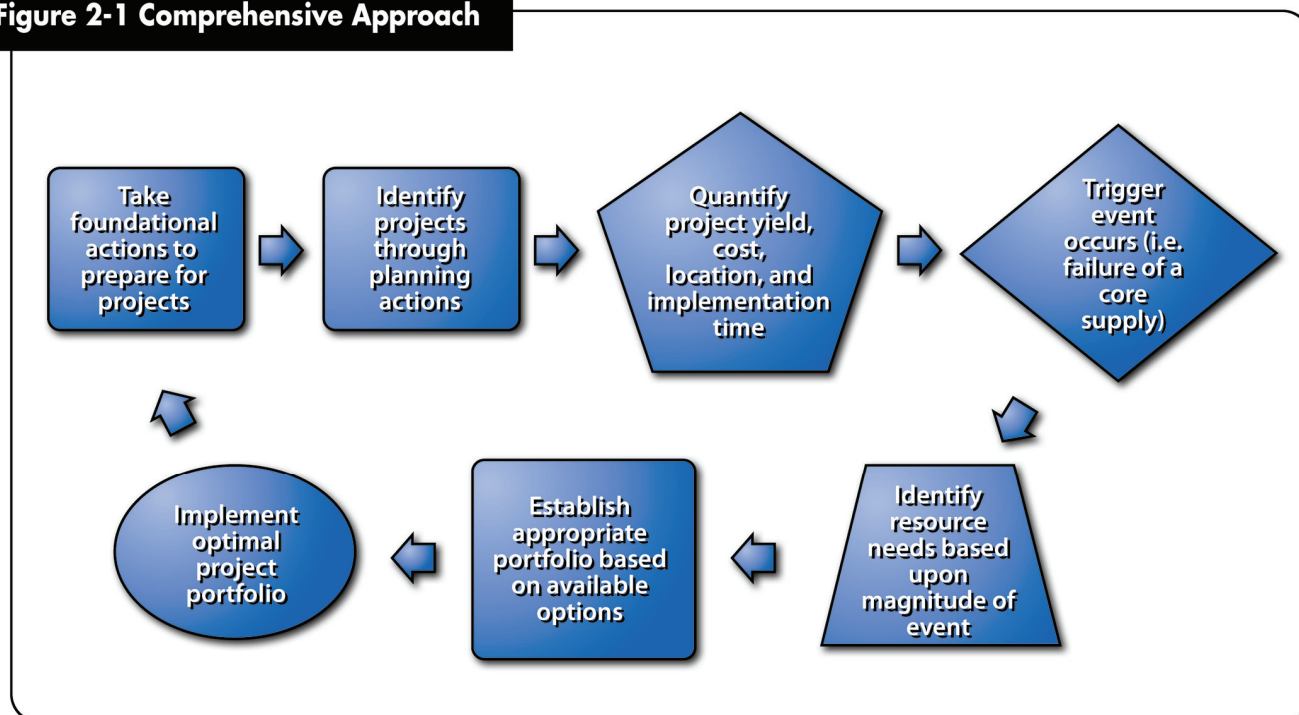 Figure 2-1 Comprehensive Approach
Take
foundational
actions to
prepare for
projects
Identify
projects
through
planning
actions
Quantify
project yield,
cost,
location, and
implementation
time
Trigger
event
occurs (i.e.
failure of a
core
supply)
Identify
resource
needs based
upon
magnitude of
event
Establish
appropriate
portfolio based
on available
options
Implement
optimal
project
portfolio